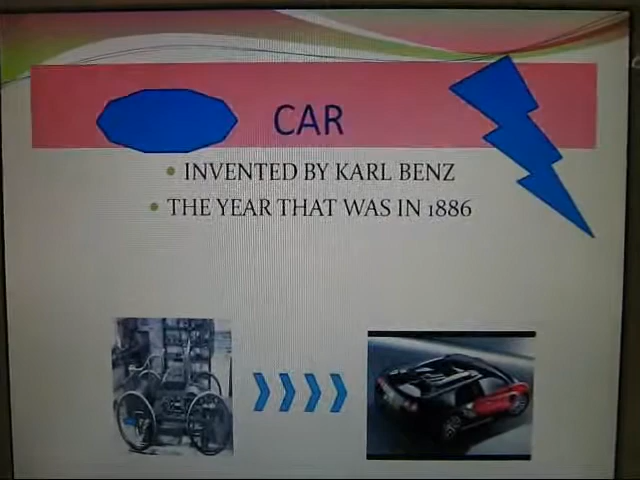 CAR
INVENTED BY KARL BENZ
THE YEAR THAT WAS IN 1886